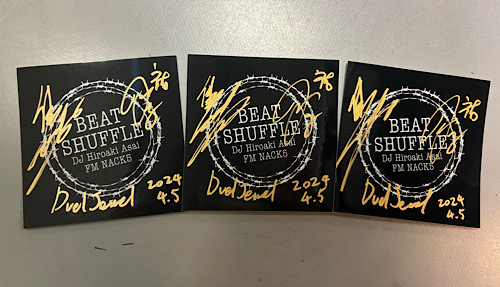 BEAT
SHUFFLE
DJ Hiroaki Asai
FM NACK5
DuelJewel 2024
4.5
BEAT
SHUFFLE
DJ Hiroaki Asai
FM NACK5
DuelJewel 2024
4.5
BEAT
SHUFFLE
DJ Hiroaki Asai
FM NACK5
DuelJewel 2024
4.5